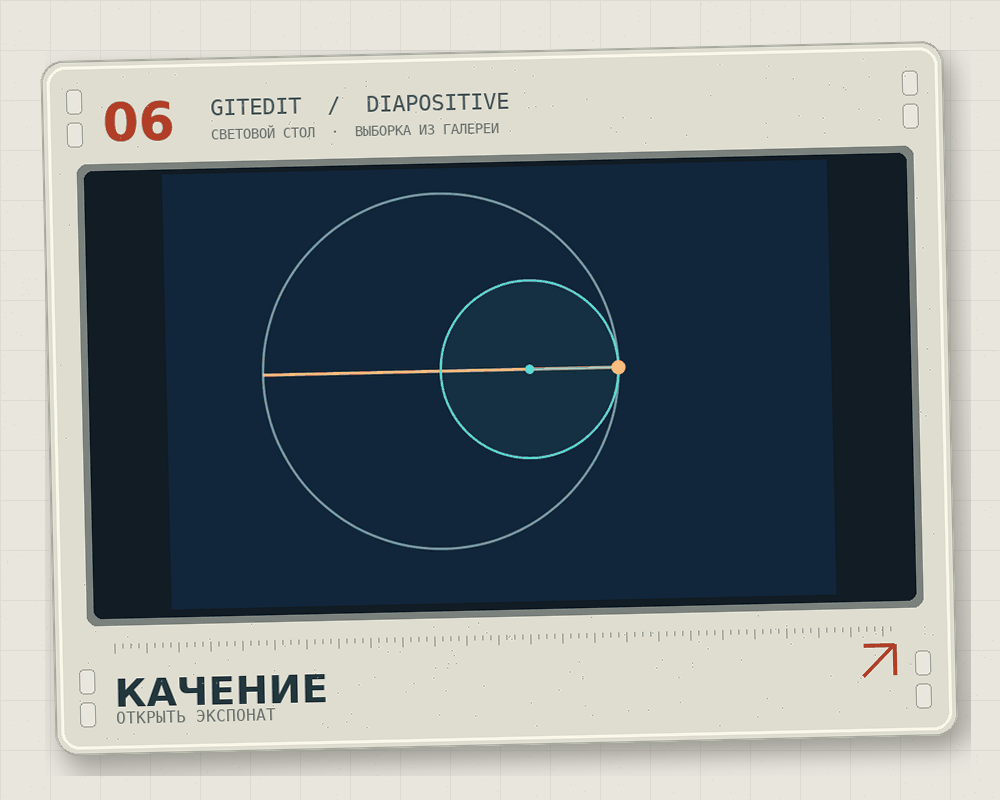 06
GITEDIT / DIAPOSITIVE
СВЕТОВОЙ СТОЛ · ВЫБОРКА ИЗ ГАЛЕРЕИ
КАЧЕНИЕ
ОТКРЫТЬ ЭКСПОНАТ